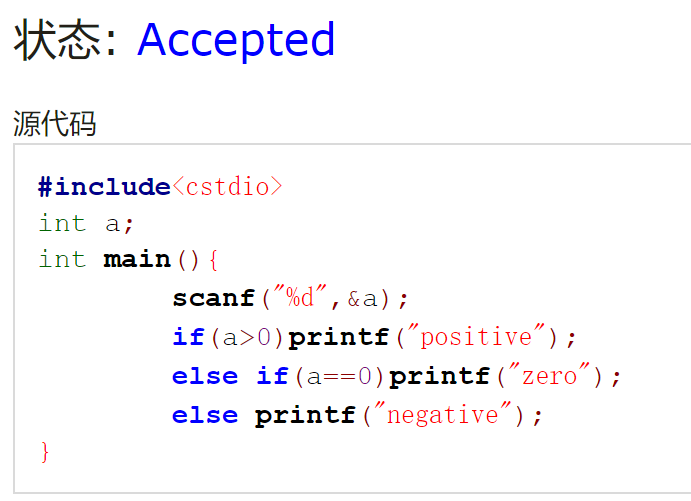 状态: Accepted
源代码
#include<cstdio>
int a;
int main(){
        scanf("%d",&a);
        if(a>0)printf("positive");
        else if(a==0)printf("zero");
        else printf("negative");
}